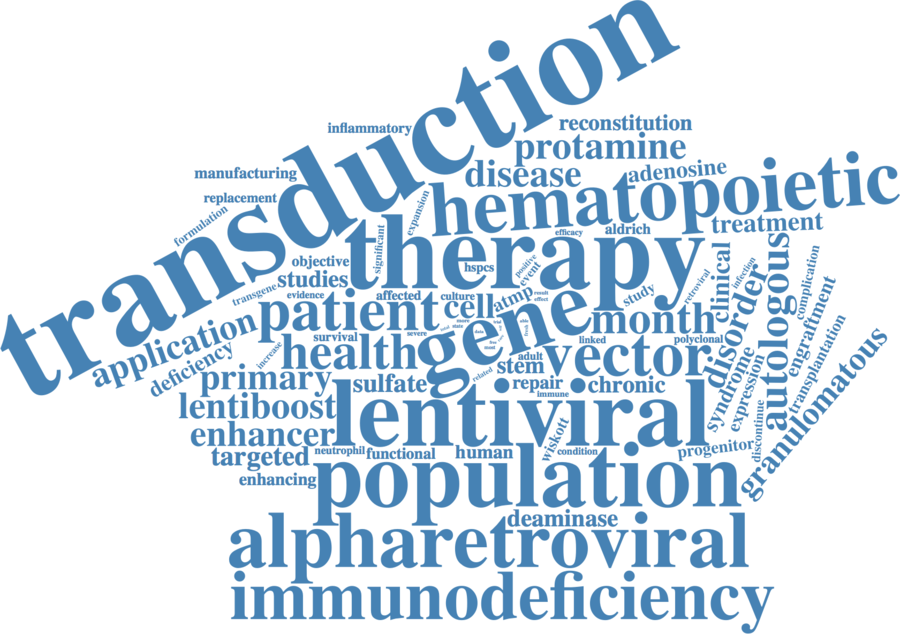 transduction
inflammatory
reconstitution
protamine
manufacturing
disease
adenosine
hematopoietic
replacement
expansion
formulation
therapy
treatment
efficacy
aldrich
significant
objective
hspcs
positive
event
studies
transgene
evidence
affected
culture
cell
atmp
result
effect
study
retroviral
clinical
infection
disorder
autologous
complication
patient
gene
month
application
survival
severe
linked
polyclonal
engraftment
deficiency
increase
health
stem
adult
vector
syndrome
transplantation
primary
sulfate
related
repair
chronic
expression
immune
lentiboost
lentiviral
granulomatous
enhancer
wiskott
discontinue
targeted
neutrophil
functional
human
condition
progenitor
enhancing
population
deaminase
alpharetroviral
immunodeficiency